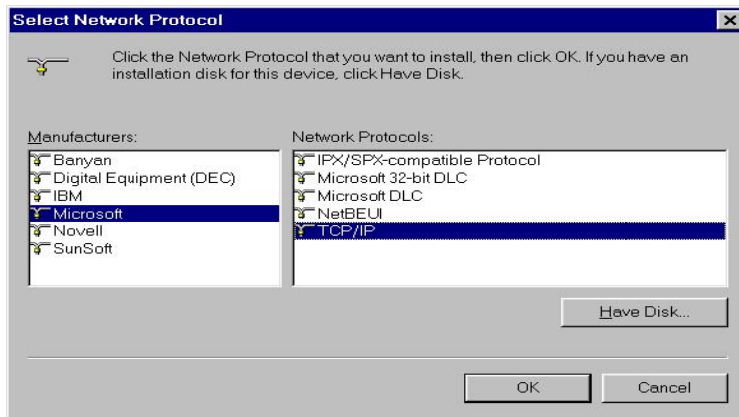 Select Network Protocol
Click the Network Protocol that you want to install, then click OK. If you have an
installation disk for this device, click Have Disk.
Manufacturers:
Banyan
Digital Equipment (DEC)
IBM
Microsoft
Novell
SunSoft
Network Protocols:
IPX/SPX-compatible Protocol
Microsoft 32-bit DLC
Microsoft DLC
NetBEUI
TCP/IP
Have Disk...
OK
Cancel